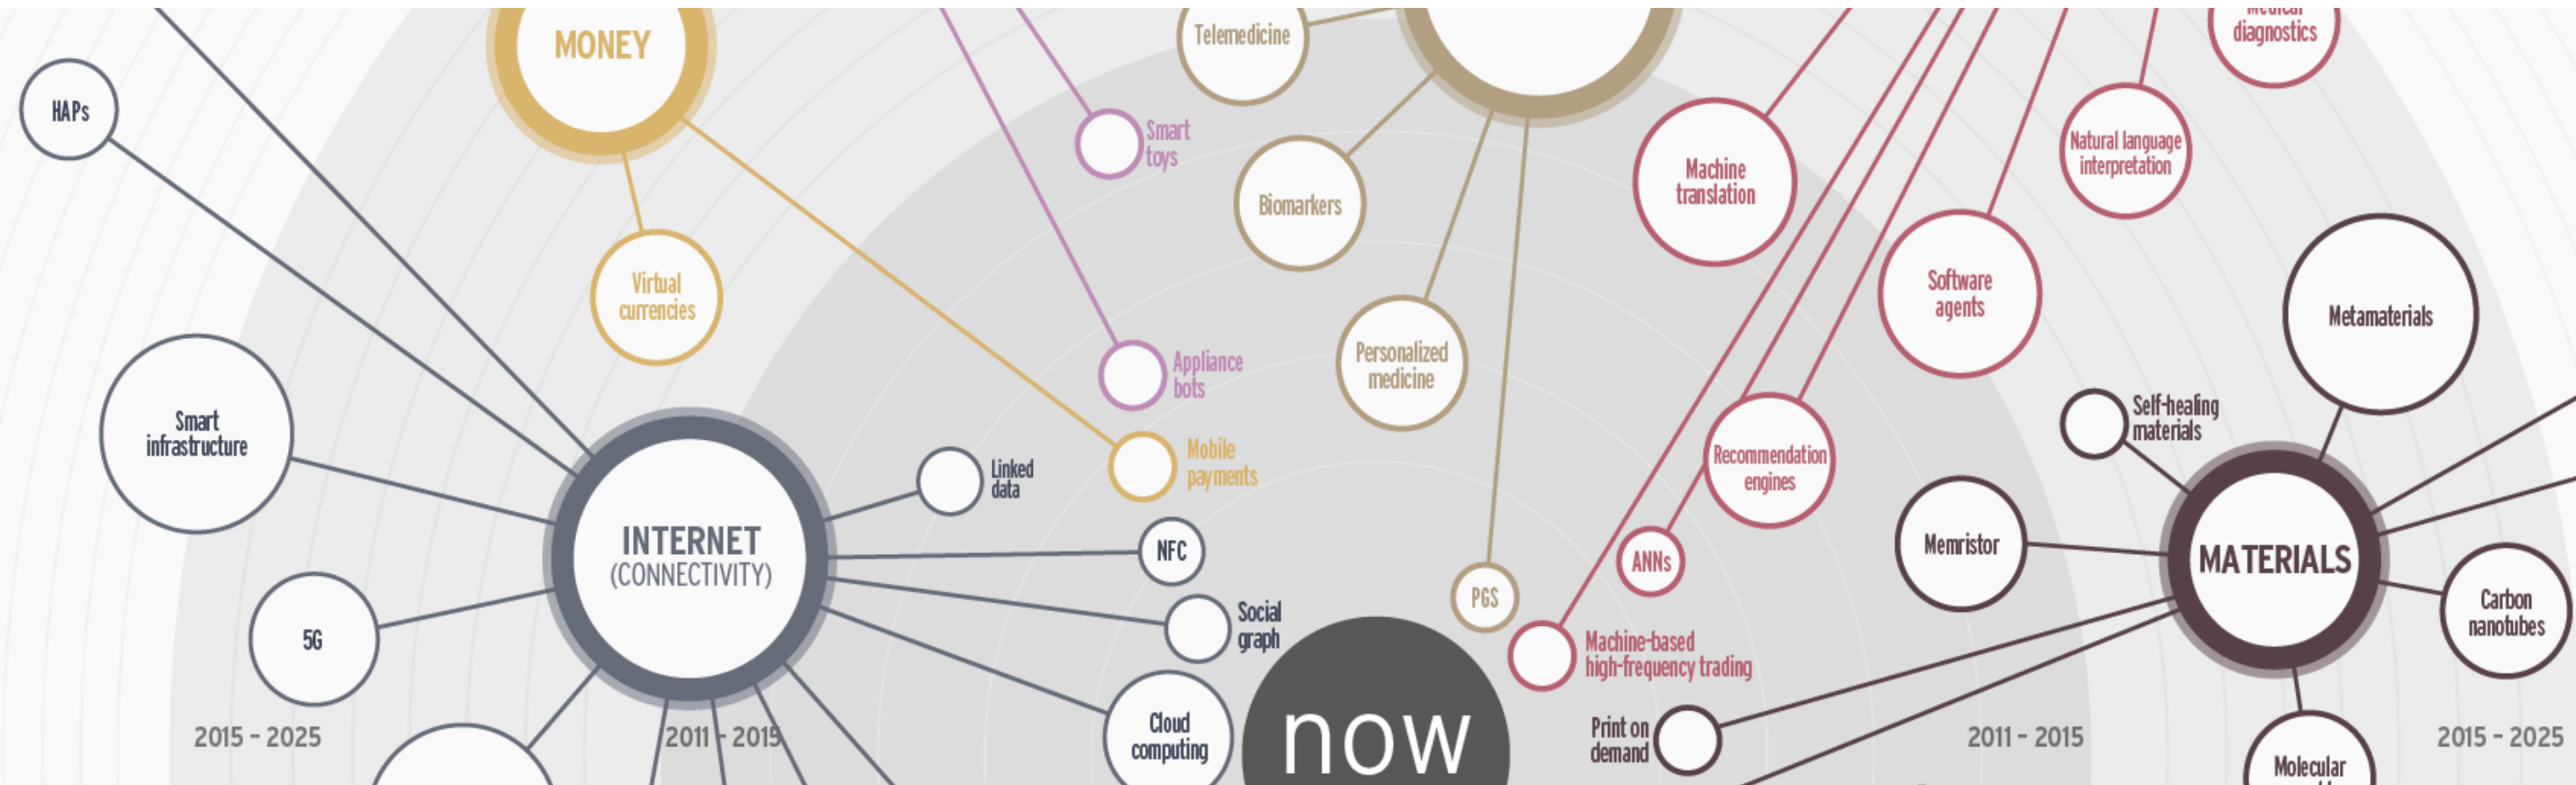 MONEY
Telemedicine
Medical
diagnostics
HAPs
Smart
toys
Natural language
interpretation
Machine
translation
Biomarkers
Virtual
currencies
Software
agents
Metamaterials
Personalized
medicine
Appliance
bots
Smart
infrastructure
Self-healing
materials
Mobile
payments
Linked
data
Recommendation
engines
INTERNET
(CONNECTIVITY)
NFC
ANNs
Memristor
MATERIALS
PGS
Social
graph
Carbon
nanotubes
5G
Machine-based
high-frequency trading
Cloud
computing
now
Print on
demand
2015 - 2025
2011 - 2015
2011 - 2015
2015 - 2025
Molecular